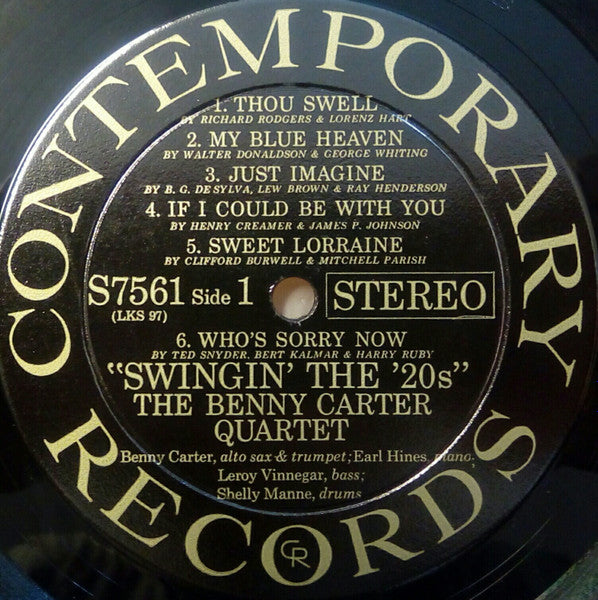 CONTEMPORARY
1. THOU SWELL
BY RICHARD RODGERS & LORENZ HART
2. MY BLUE HEAVEN
BY WALTER DONALDSON & GEORGE WHITING
3. JUST IMAGINE
BY B. G. DE SYLVA, LEW BROWN & RAY HENDERSON
4. IF I COULD BE WITH YOU
BY HENRY CREAMER & JAMES P. JOHNSON
5. SWEET LORRAINE
BY CLIFFORD BURWELL & MITCHELL PARISH
S7561 Side 1 STEREO
(LKS 97)
6. WHO'S SORRY NOW
BY TED SNYDER, BERT KALMAR & HARRY RUBY
"SWINGIN' THE '20s"
THE BENNY CARTER
QUARTET
Benny Carter, alto sax & trumpet; Earl Hines, piano;
Leroy Vinnegar, bass;
Shelly Manne, drums
RECORDS
CR